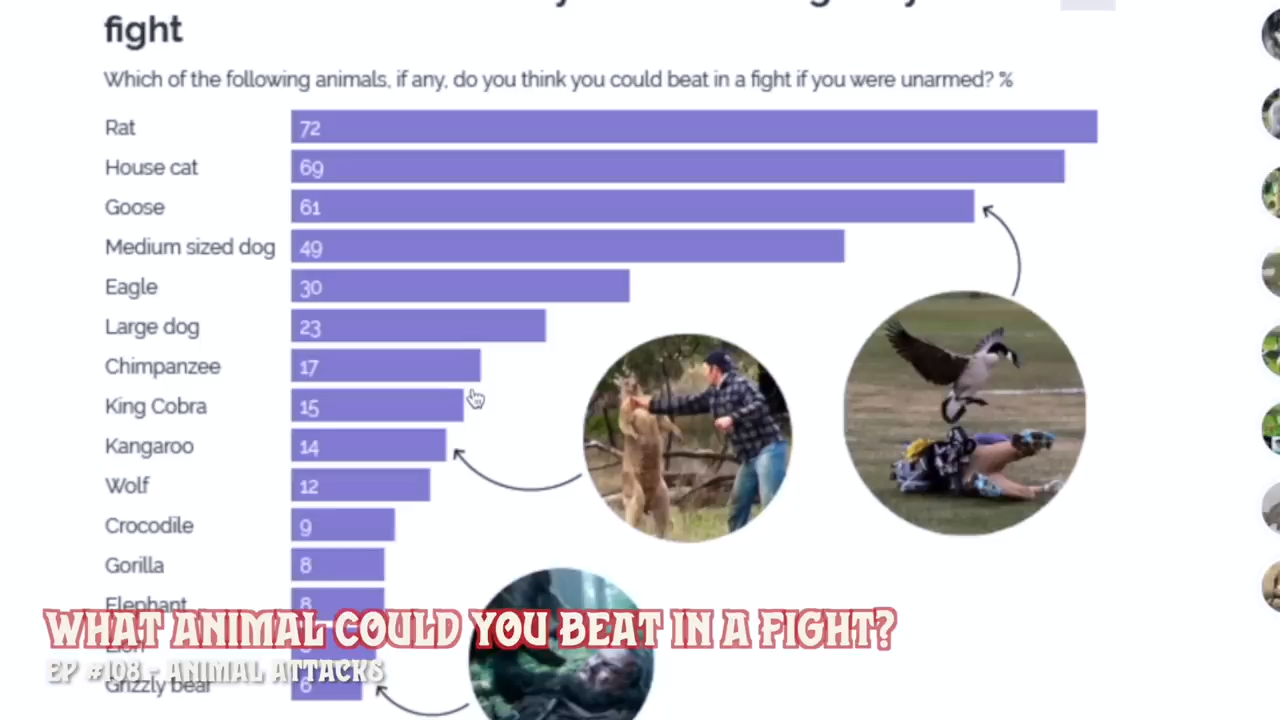 fight
Which of the following animals, if any, do you think you could beat in a fight if you were unarmed? %
Rat 72
House cat 69
Goose 61
Medium sized dog 49
Eagle 30
Large dog 23
Chimpanzee 17
King Cobra 15
Kangaroo 14
Wolf 12
Crocodile 9
Gorilla 8
Elephant 8
WHAT ANIMAL COULD YOU BEAT IN A FIGHT?
Lion
EP #108 - ANIMAL ATTACKS
Grizzly bear 6